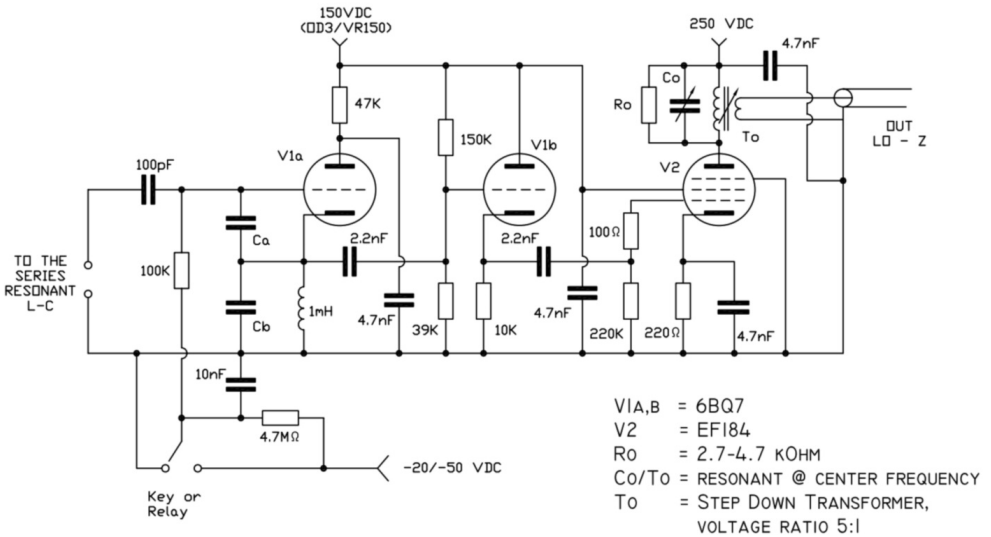 150VDC
(OD3/VR150)
250 VDC
4.7nF
Co
47K
Ro
150K
OUT
LO - Z
To
V1a
V1b
V2
100pF
Ca
2.2nF
2.2nF
100Ω
TO THE
SERIES
RESONANT
L-C
100K
1mH
Cb
4.7nF
39K
10K
4.7nF
220K
220Ω
4.7nF
10nF
4.7MΩ
-20/-50 VDC
Key or
Relay
V1A,B = 6BQ7
V2 = EF184
Ro = 2.7-4.7 KOHM
Co/To = RESONANT @ CENTER FREQUENCY
To = STEP DOWN TRANSFORMER,
VOLTAGE RATIO 5:1